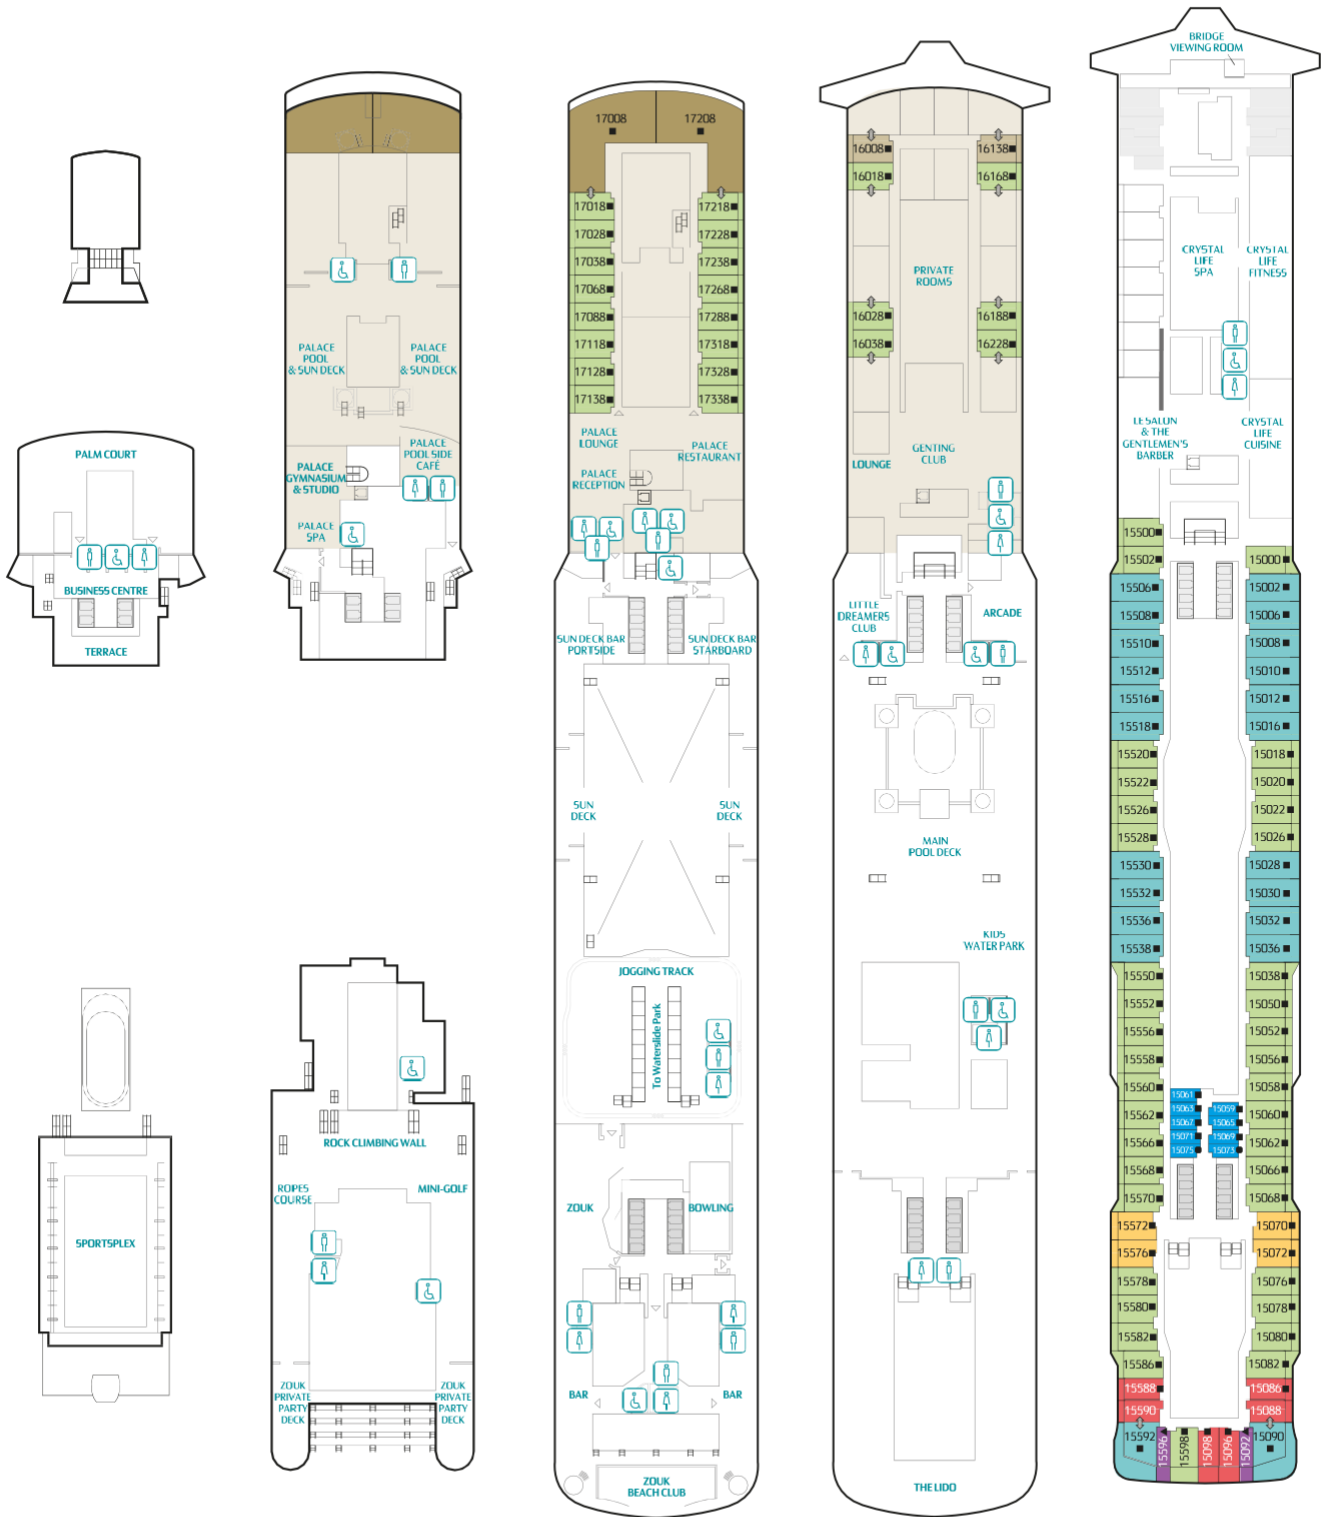 PALM COURT
BUSINESS CENTRE
TERRACE
SPORTSPLEX
PALACE
POOL
& SUN DECK
PALACE
POOL
& SUN DECK
PALACE
GYMNASIUM
& STUDIO
PALACE
POOLSIDE
CAFÉ
PALACE
SPA
ROCK CLIMBING WALL
ROPES
COURSE
MINI-GOLF
ZOUK
PRIVATE
PARTY
DECK
ZOUK
PRIVATE
PARTY
DECK
17008
17208
17018
17218
17028
17228
17038
17238
17068
17268
17088
17288
17118
17318
17128
17328
17138
17338
PALACE
LOUNGE
PALACE
RESTAURANT
PALACE
RECEPTION
SUN DECK BAR
PORTSIDE
SUN DECK BAR
STARBOARD
SUN
DECK
SUN
DECK
JOGGING TRACK
To Waterslide Park
ZOUK
BOWLING
BAR
BAR
ZOUK
BEACH CLUB
16008
16138
16018
16168
PRIVATE
ROOMS
16028
16188
16038
16228
LOUNGE
GENTING
CLUB
LITTLE
DREAMERS
CLUB
ARCADE
MAIN
POOL DECK
KIDS
WATER PARK
THE LIDO
BRIDGE
VIEWING ROOM
CRYSTAL
LIFE
SPA
CRYSTAL
LIFE
FITNESS
LE SALON
& THE
GENTLEMEN'S
BARBER
CRYSTAL
LIFE
CUISINE
15500
15502
15000
15506
15002
15508
15006
15510
15008
15512
15010
15516
15012
15518
15016
15520
15018
15522
15020
15526
15022
15528
15026
15530
15028
15532
15030
15536
15032
15538
15036
15550
15038
15552
15050
15556
15052
15558
15056
15560
15058
15061
15063
15059
15562
15067
15065
15060
15566
15071
15069
15062
15075
15073
15568
15066
15570
15068
15572
15070
15576
15072
15578
15076
15580
15078
15582
15080
15586
15082
15588
15086
15590
15088
15592
15596
15598
15098
15096
15092
15090